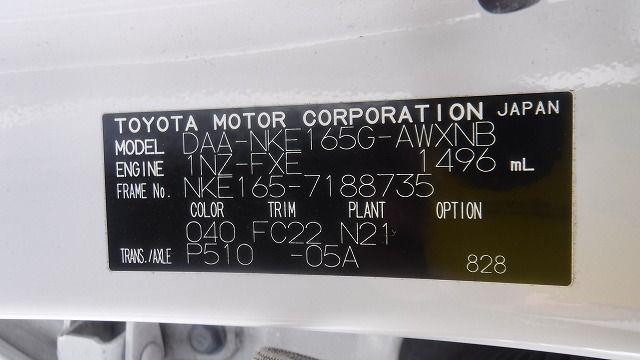 TOYOTA MOTOR CORPORATION JAPAN
MODEL DAA-NKE165G-AWXNB
ENGINE 1NZ-FXE 1496 mL
FRAME No. NKE165-7188735
COLOR TRIM PLANT OPTION
040 FC22 N21
TRANS./AXLE P510 -05A 828